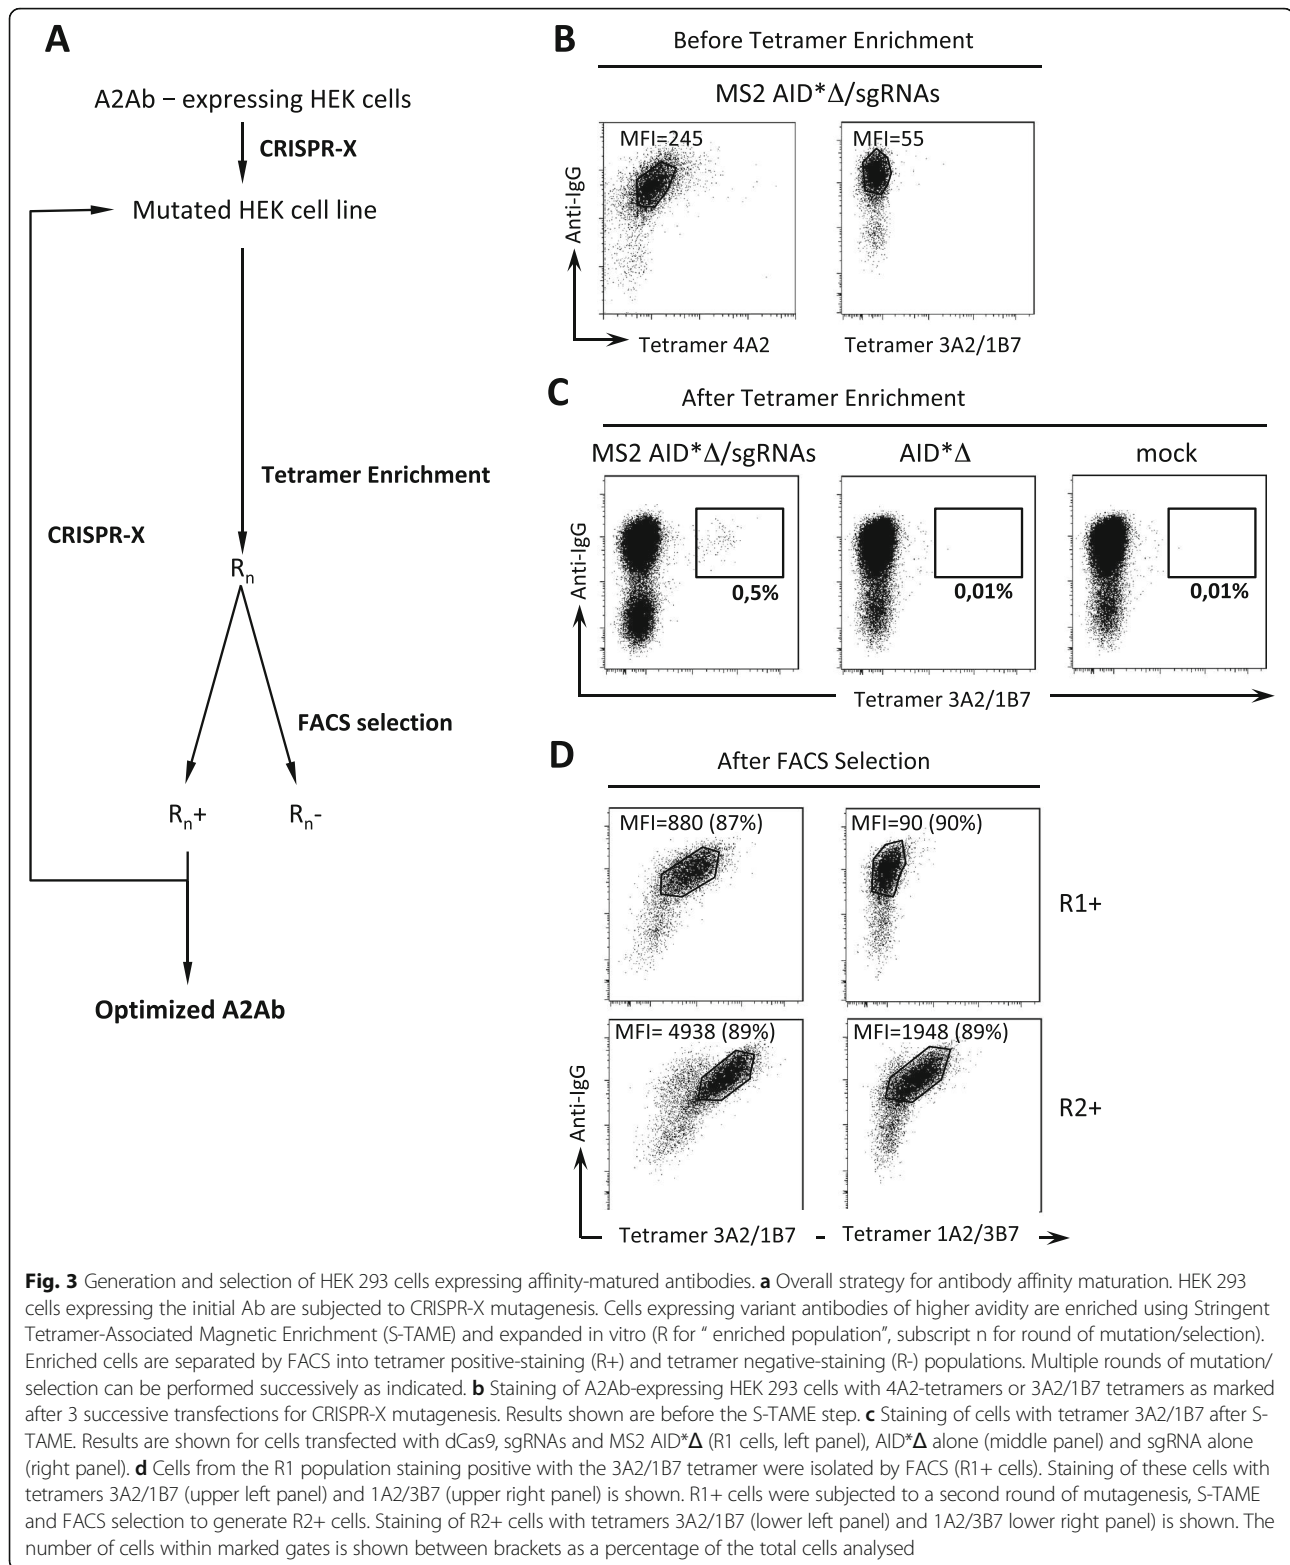 A
A2Ab – expressing HEK cells
CRISPR-X
Mutated HEK cell line
Tetramer Enrichment
CRISPR-X
Rn
FACS selection
Rn+ Rn-
Optimized A2Ab
B
Before Tetramer Enrichment
MS2 AID*Δ/sgRNAs
MFI=245 MFI=55
Anti-IgG
Tetramer 4A2 Tetramer 3A2/1B7
C
After Tetramer Enrichment
MS2 AID*Δ/sgRNAs AID*Δ mock
Anti-IgG
0,5% 0,01% 0,01%
Tetramer 3A2/1B7
D
After FACS Selection
MFI=880 (87%) MFI=90 (90%)
R1+
MFI= 4938 (89%) MFI=1948 (89%)
Anti-IgG
R2+
Tetramer 3A2/1B7 – Tetramer 1A2/3B7
Fig. 3 Generation and selection of HEK 293 cells expressing affinity-matured antibodies. a Overall strategy for antibody affinity maturation. HEK 293
cells expressing the initial Ab are subjected to CRISPR-X mutagenesis. Cells expressing variant antibodies of higher avidity are enriched using Stringent
Tetramer-Associated Magnetic Enrichment (S-TAME) and expanded in vitro (R for “ enriched population”, subscript n for round of mutation/selection).
Enriched cells are separated by FACS into tetramer positive-staining (R+) and tetramer negative-staining (R-) populations. Multiple rounds of mutation/
selection can be performed successively as indicated. b Staining of A2Ab-expressing HEK 293 cells with 4A2-tetramers or 3A2/1B7 tetramers as marked
after 3 successive transfections for CRISPR-X mutagenesis. Results shown are before the S-TAME step. c Staining of cells with tetramer 3A2/1B7 after S-
TAME. Results are shown for cells transfected with dCas9, sgRNAs and MS2 AID*Δ (R1 cells, left panel), AID*Δ alone (middle panel) and sgRNA alone
(right panel). d Cells from the R1 population staining positive with the 3A2/1B7 tetramer were isolated by FACS (R1+ cells). Staining of these cells with
tetramers 3A2/1B7 (upper left panel) and 1A2/3B7 (upper right panel) is shown. R1+ cells were subjected to a second round of mutagenesis, S-TAME
and FACS selection to generate R2+ cells. Staining of R2+ cells with tetramers 3A2/1B7 (lower left panel) and 1A2/3B7 lower right panel) is shown. The
number of cells within marked gates is shown between brackets as a percentage of the total cells analysed